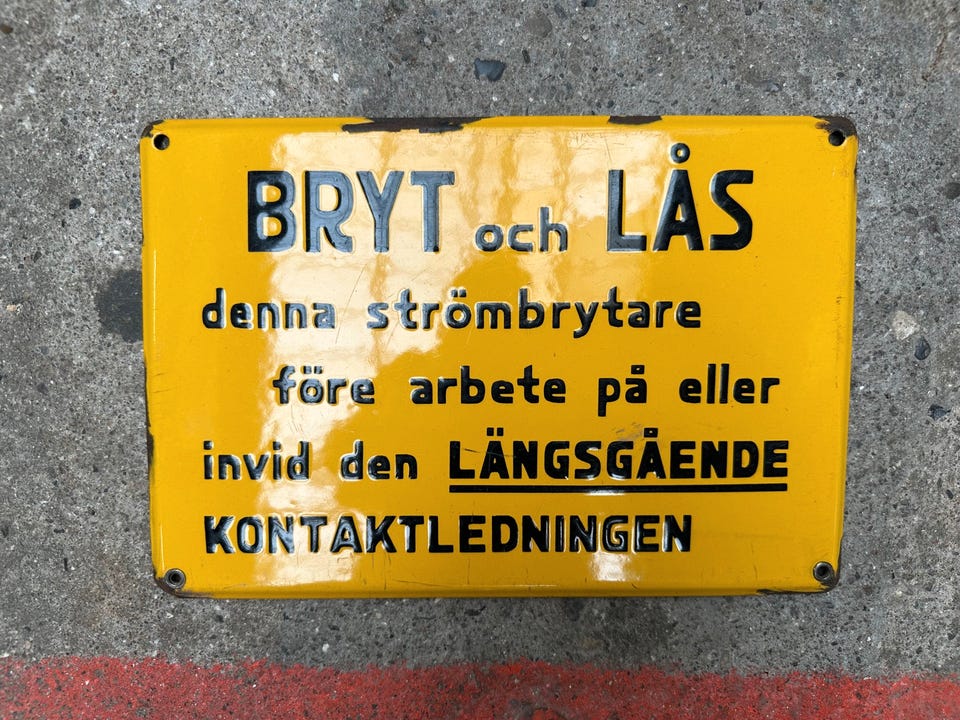 BRYT och LÅS
denna strömbrytare
före arbete på eller
invid den LÄNGSGÅENDE
KONTAKTLEDNINGEN